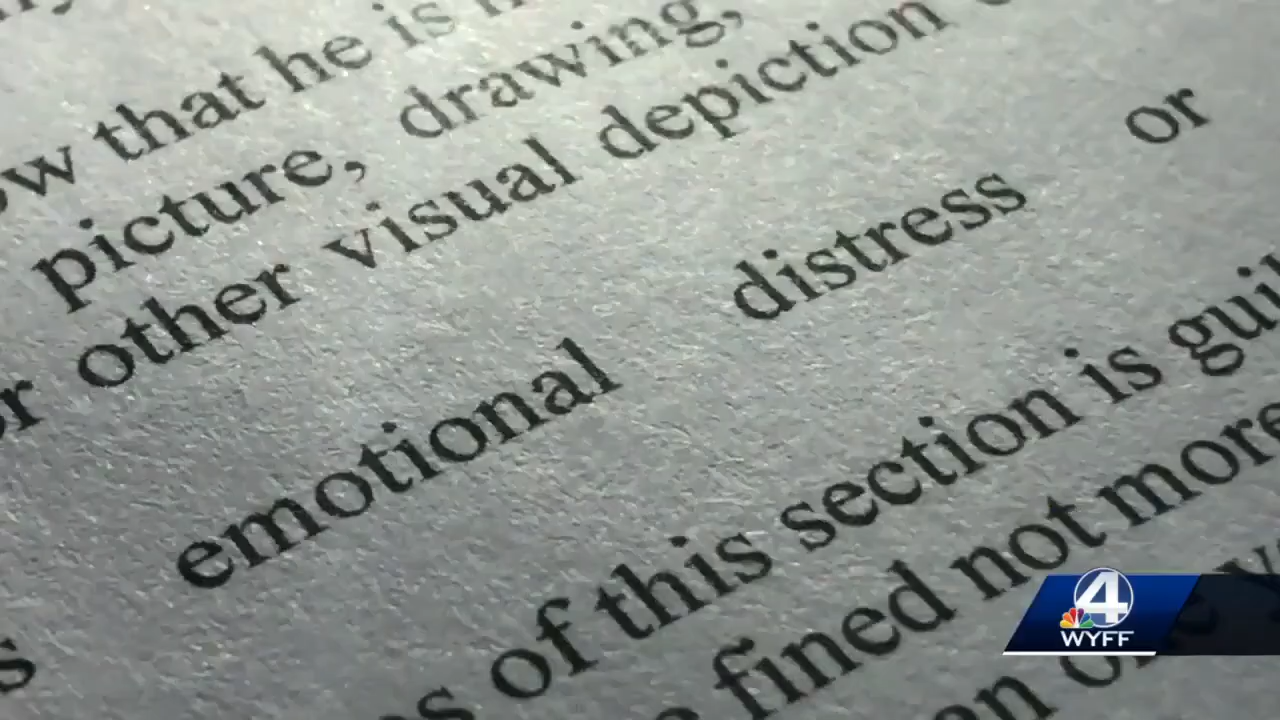 that he is
picture, drawing,
other visual depiction
emotional distress or
of this section is
fined not more
4
WYFF